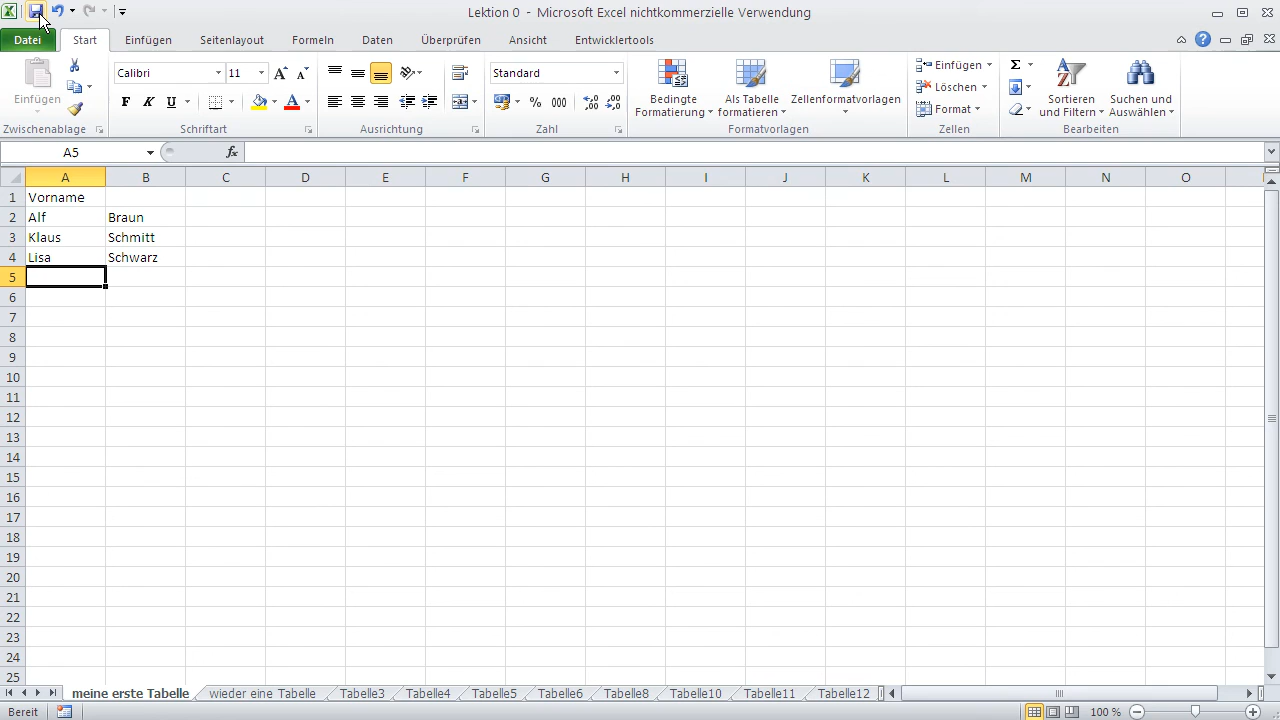 Lektion 0 - Microsoft Excel nichtkommerzielle Verwendung
Datei Start Einfügen Seitenlayout Formeln Daten Überprüfen Ansicht Entwicklertools
Einfügen
Calibri 11
F K U
A A A
Standard
% 000
Bedingte Formatierung
Als Tabelle formatieren
Zellenformatvorlagen
Einfügen
Löschen
Format
Σ
Sortieren und Filtern
Suchen und Auswählen
Zwischenablage Schriftart Ausrichtung Zahl Formatvorlagen Zellen Bearbeiten
A5 fx
A B C D E F G H I J K L M N O
1 Vorname
2 Alf Braun
3 Klaus Schmitt
4 Lisa Schwarz
5
6
7
8
9
10
11
12
13
14
15
16
17
18
19
20
21
22
23
24
25
meine erste Tabelle wieder eine Tabelle Tabelle3 Tabelle4 Tabelle5 Tabelle6 Tabelle8 Tabelle10 Tabelle11 Tabelle12
Bereit 100 %